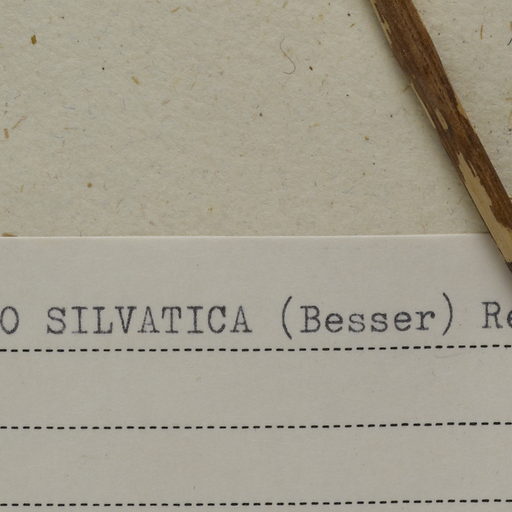 O SILVATICA (Besser) Re